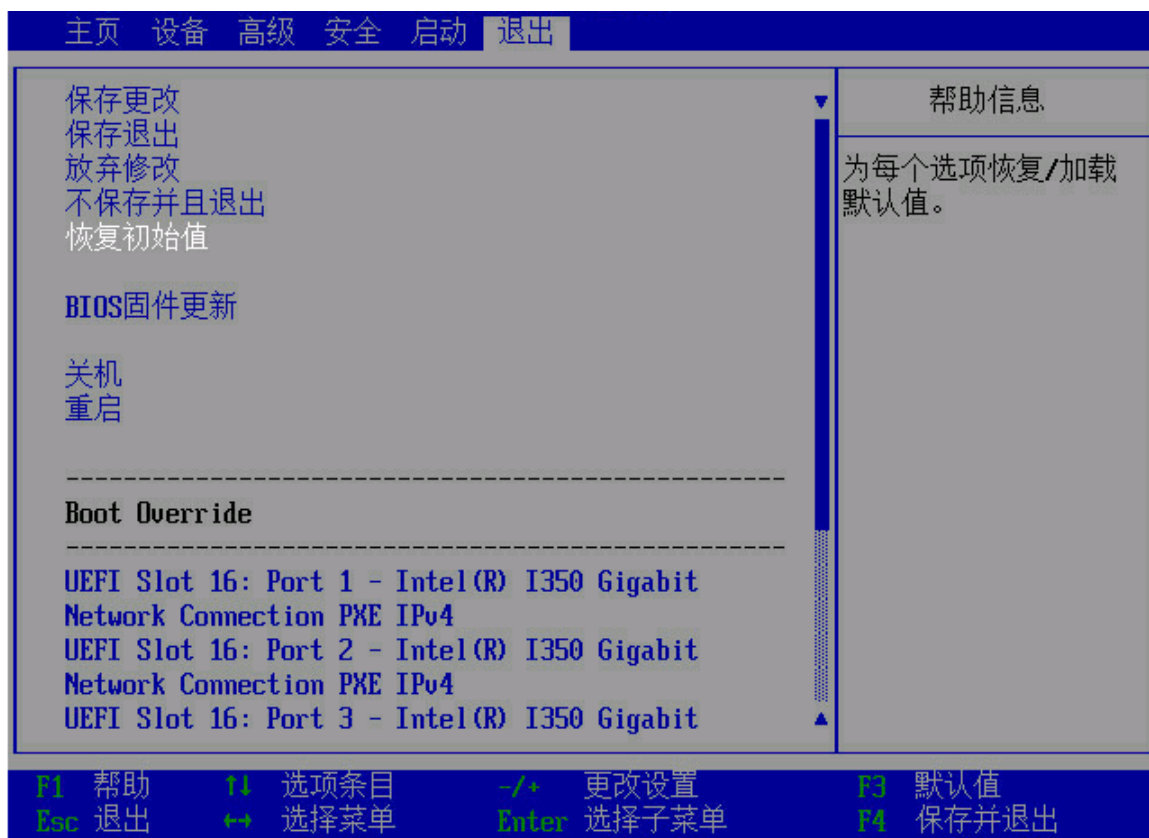 主页 设备 高级 安全 启动 退出
保存更改
保存退出
放弃修改
不保存并且退出
恢复初始值
BIOS固件更新
关机
重启
Boot Override
UEFI Slot 16: Port 1 - Intel(R) I350 Gigabit
Network Connection PXE IPv4
UEFI Slot 16: Port 2 - Intel(R) I350 Gigabit
Network Connection PXE IPv4
UEFI Slot 16: Port 3 - Intel(R) I350 Gigabit
帮助信息
为每个选项恢复/加载
默认值。
F1 帮助 ↑↓ 选项条目 -/+ 更改设置 F3 默认值
Esc 退出 ←→ 选择菜单 Enter 选择子菜单 F4 保存并退出